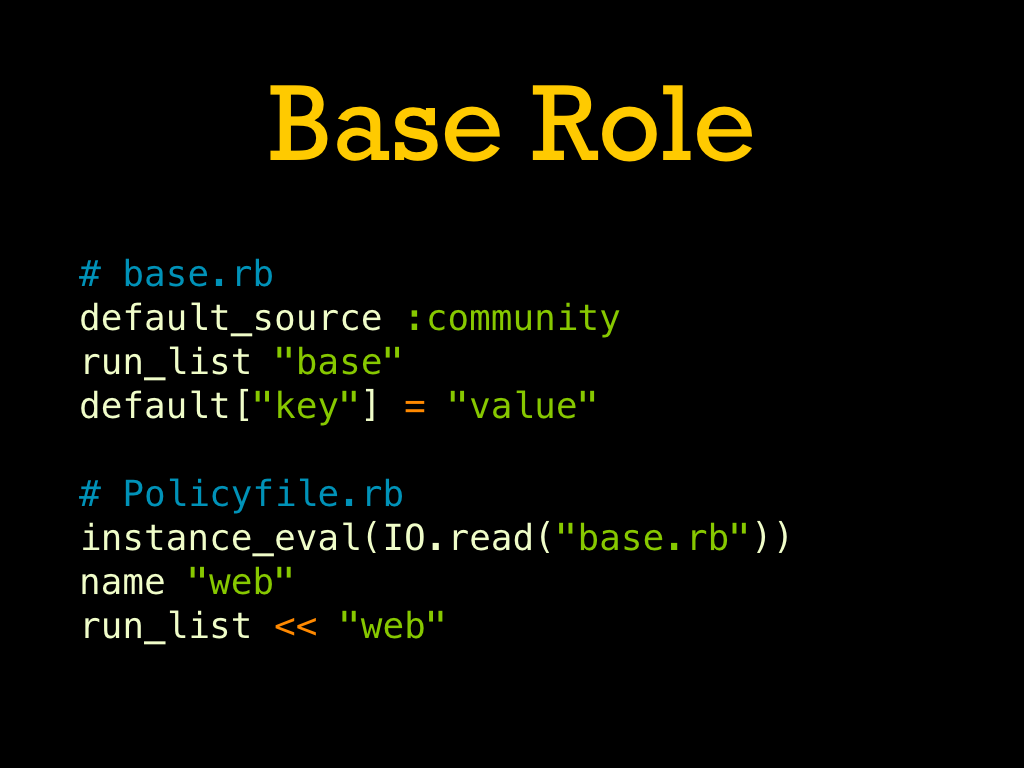 Base Role
# base.rb
default_source :community
run_list "base"
default["key"] = "value"
# Policyfile.rb
instance_eval(IO.read("base.rb"))
name "web"
run_list << "web"